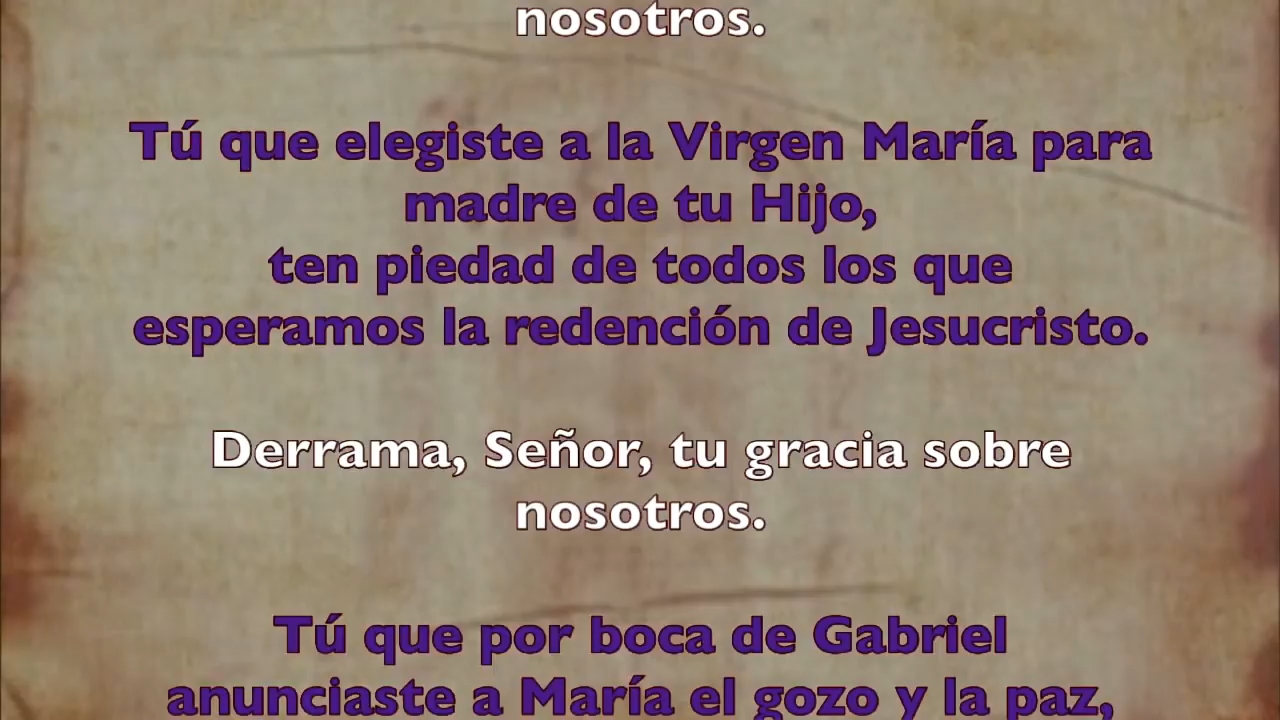 nosotros.
Tú que elegiste a la Virgen María para
madre de tu Hijo,
ten piedad de todos los que
esperamos la redención de Jesucristo.
Derrama, Señor, tu gracia sobre
nosotros.
Tú que por boca de Gabriel
anunciaste a María el gozo y la paz,